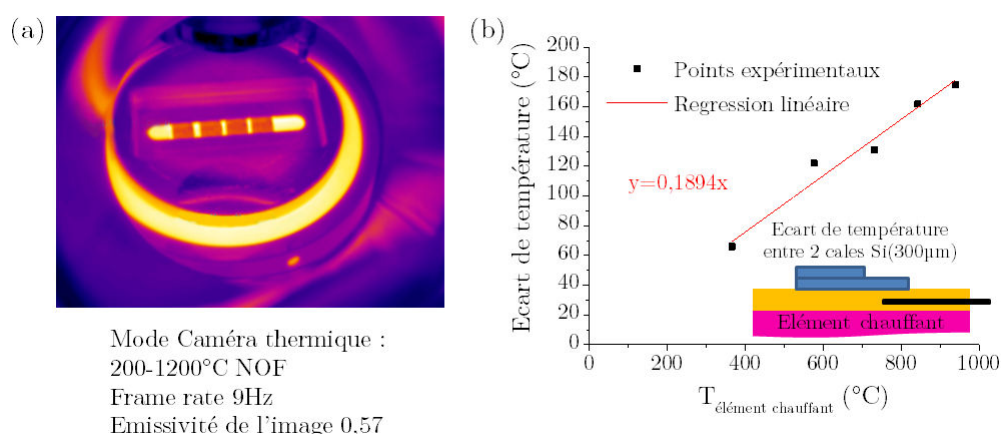 (a)
Mode Caméra thermique :
200-1200°C NOF
Frame rate 9Hz
Emissivité de l'image 0,57
(b)
Ecart de température (°C)
200
180
160
140
120
100
80
60
40
20
0
Points expérimentaux
Regression linéaire
y=0,1894x
Ecart de température
entre 2 cales Si(300µm)
Elément chauffant
0 200 400 600 800 1000
T élément chauffant (°C)